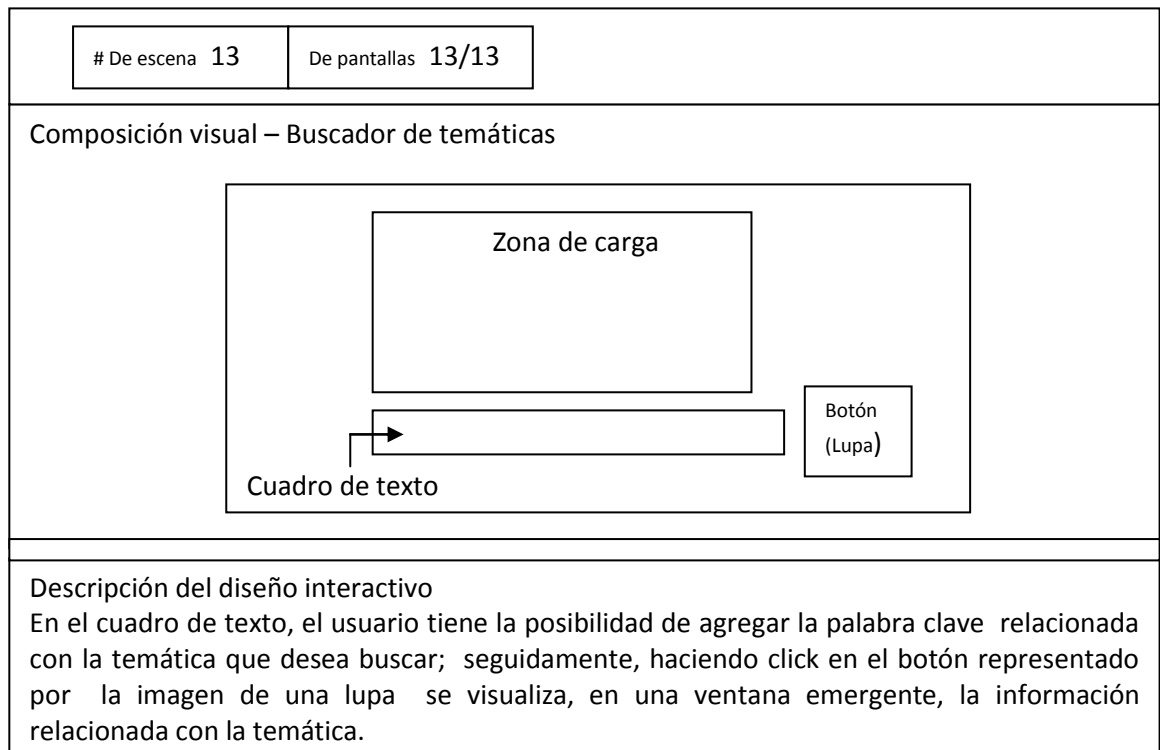 # De escena 13
De pantallas 13/13
Composición visual – Buscador de temáticas
Zona de carga
Botón
(Lupa)
Cuadro de texto
Descripción del diseño interactivo
En el cuadro de texto, el usuario tiene la posibilidad de agregar la palabra clave relacionada
con la temática que desea buscar; seguidamente, haciendo click en el botón representado
por la imagen de una lupa se visualiza, en una ventana emergente, la información
relacionada con la temática.